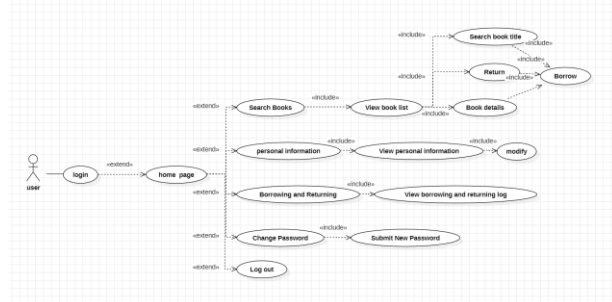 «include»
Search book title
«include»
«include»
«include»
Return
«include»
Borrow
«extend»
Search Books
«include»
View book list
«include»
Book details
«extend»
personal information
«include»
View personal information
«include»
modify
user
login
«extend»
home page
«extend»
Borrowing and Returning
«include»
View borrowing and returning log
«extend»
Change Password
«include»
Submit New Password
«extend»
Log out